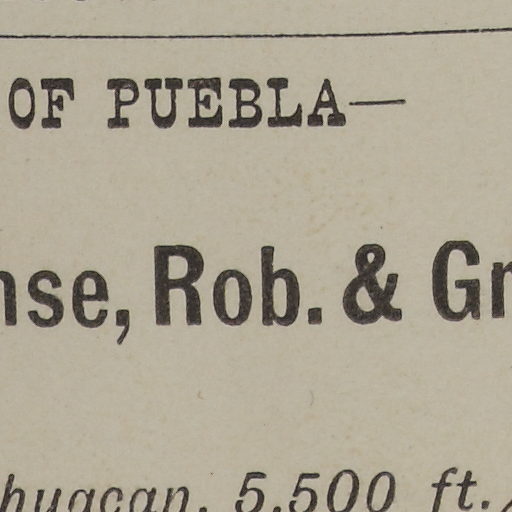 OF PUEBLA—
nse, Rob. & Gr
huacan, 5,500 ft.